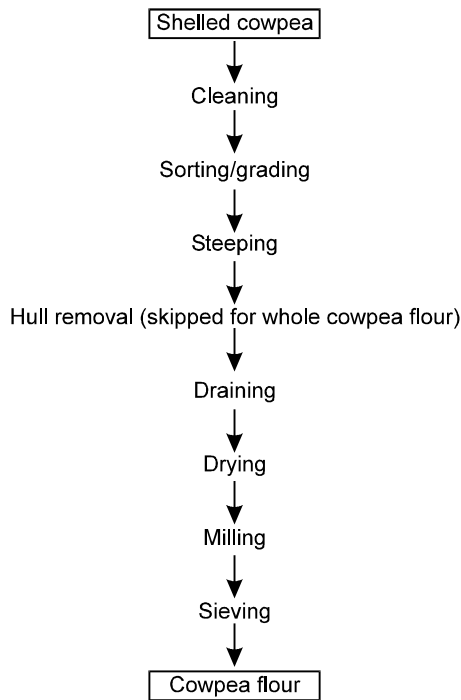 Shelled cowpea
Cleaning
Sorting/grading
Steeping
Hull removal (skipped for whole cowpea flour)
Draining
Drying
Milling
Sieving
Cowpea flour